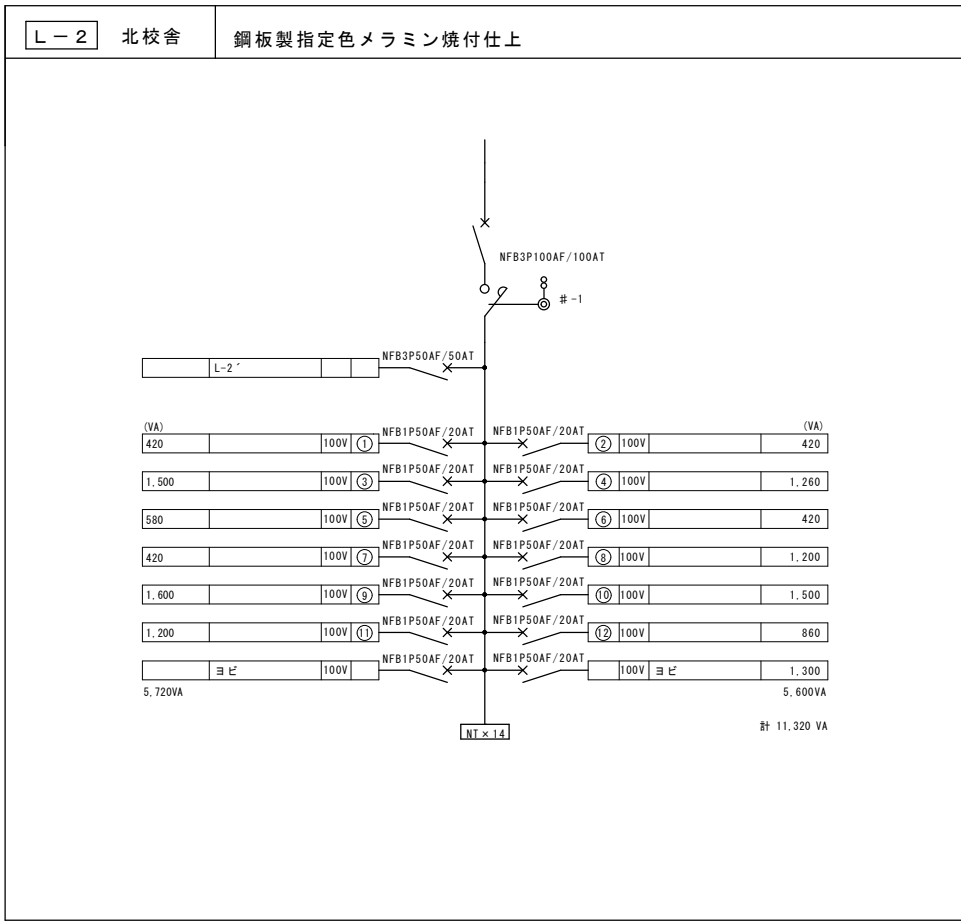 L-2 北校舎 鋼板製指定色メラミン焼付仕上
NFB3P100AF/100AT
8
♯-1
NFB3P50AF/50AT
L-2´
(VA) NFB1P50AF/20AT NFB1P50AF/20AT (VA)
420 100V ① ② 100V 420
NFB1P50AF/20AT NFB1P50AF/20AT
1,500 100V ③ ④ 100V 1,260
NFB1P50AF/20AT NFB1P50AF/20AT
580 100V ⑤ ⑥ 100V 420
NFB1P50AF/20AT NFB1P50AF/20AT
420 100V ⑦ ⑧ 100V 1,200
NFB1P50AF/20AT NFB1P50AF/20AT
1,600 100V ⑨ ⑩ 100V 1,500
NFB1P50AF/20AT NFB1P50AF/20AT
1,200 100V ⑪ ⑫ 100V 860
NFB1P50AF/20AT NFB1P50AF/20AT
ヨビ 100V 100V ヨビ 1,300
5,720VA 5,600VA
NT×14 計 11,320 VA